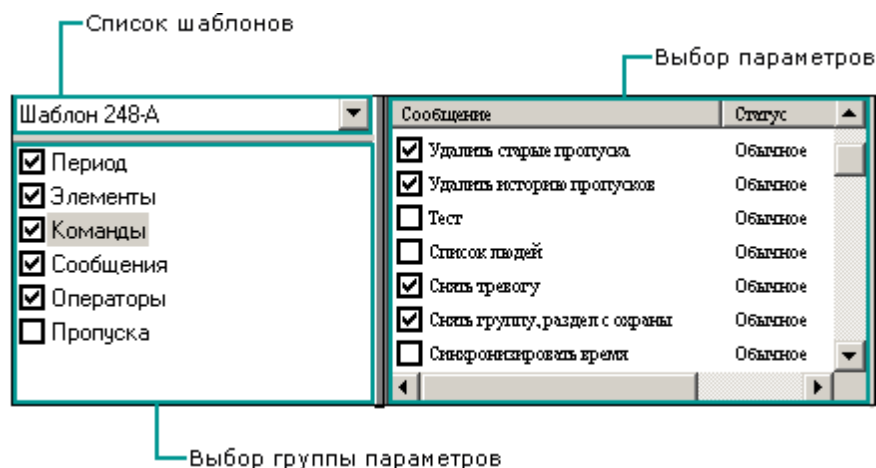 Список шаблонов
Выбор параметров
Шаблон 248-А
Период
Элементы
Команды
Сообщения
Операторы
Пропуска
Сообщение Статус
Удалить старые пропуска Обычное
Удалить историю пропусков Обычное
Тест Обычное
Список людей Обычное
Снять тревогу Обычное
Снять группу, раздел с охраны Обычное
Синхронизировать время Обычное
Выбор группы параметров